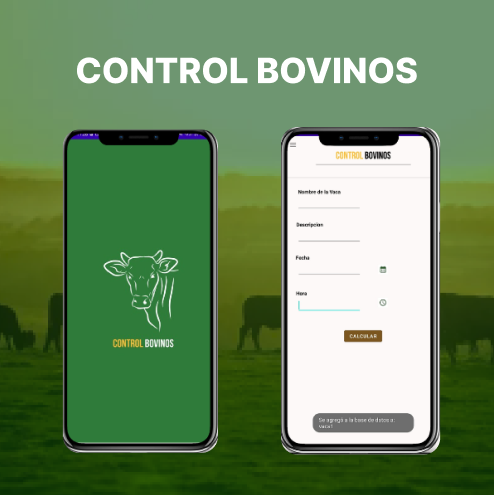 CONTROL BOVINOS
CONTROL BOVINOS
CONTROL BOVINOS
Nombre de la Vaca
Descripcion
Fecha
Hora
CALCULAR
Se agregó a la base de datos a:
Vaca1